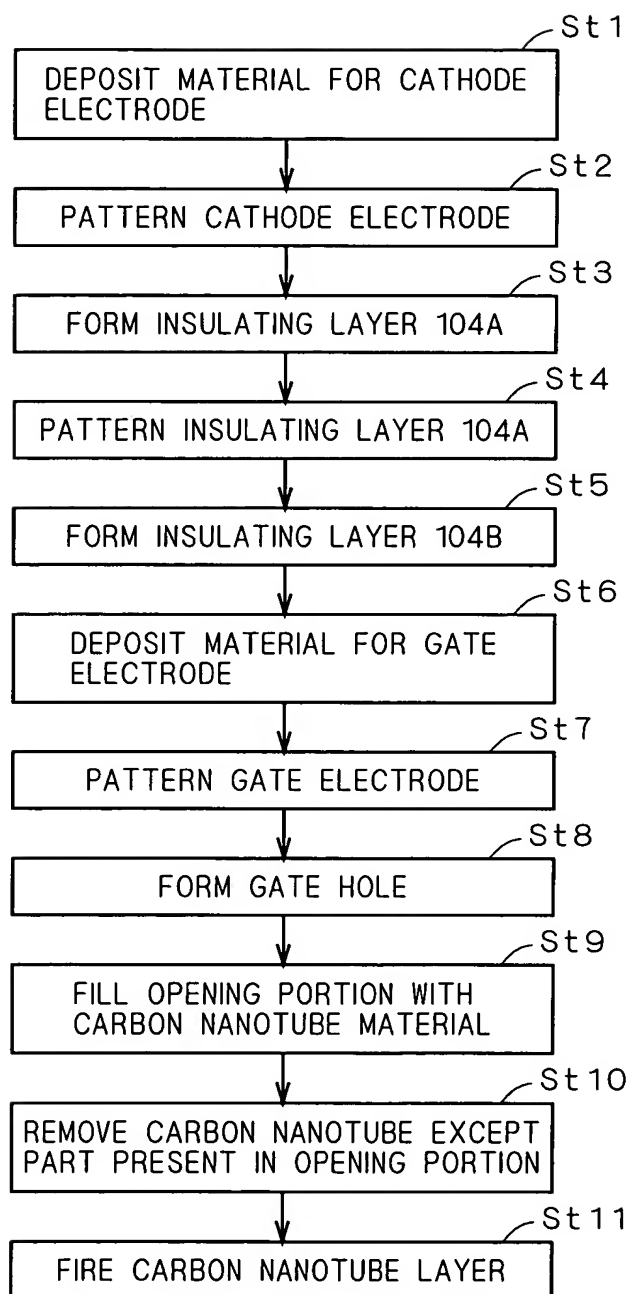 St1
DEPOSIT MATERIAL FOR CATHODE
ELECTRODE
St2
PATTERN CATHODE ELECTRODE
St3
FORM INSULATING LAYER 104A
St4
PATTERN INSULATING LAYER 104A
St5
FORM INSULATING LAYER 104B
St6
DEPOSIT MATERIAL FOR GATE
ELECTRODE
St7
PATTERN GATE ELECTRODE
St8
FORM GATE HOLE
St9
FILL OPENING PORTION WITH
CARBON NANOTUBE MATERIAL
St10
REMOVE CARBON NANOTUBE EXCEPT
PART PRESENT IN OPENING PORTION
St11
FIRE CARBON NANOTUBE LAYER